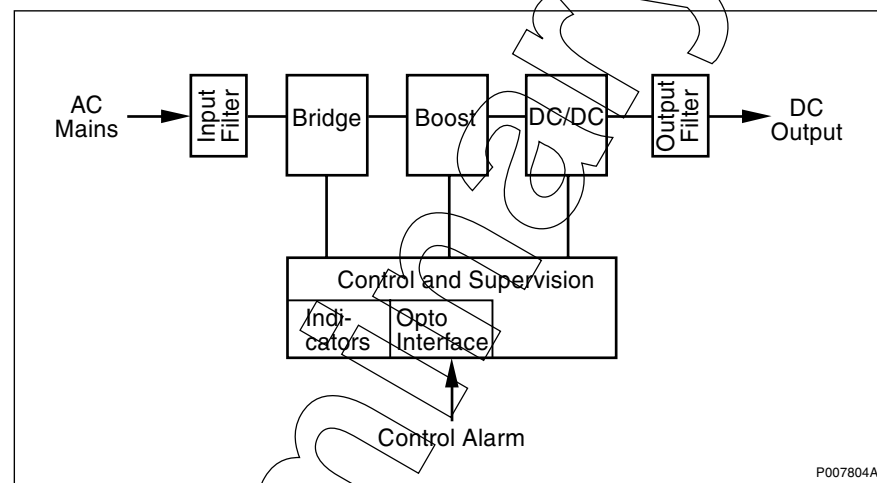 AC
Mains
Input
Filter
Bridge
Boost
DC/DC
Output
Filter
DC
Output
Control and Supervision
Indi-
cators
Opto
Interface
Control Alarm
P007804A